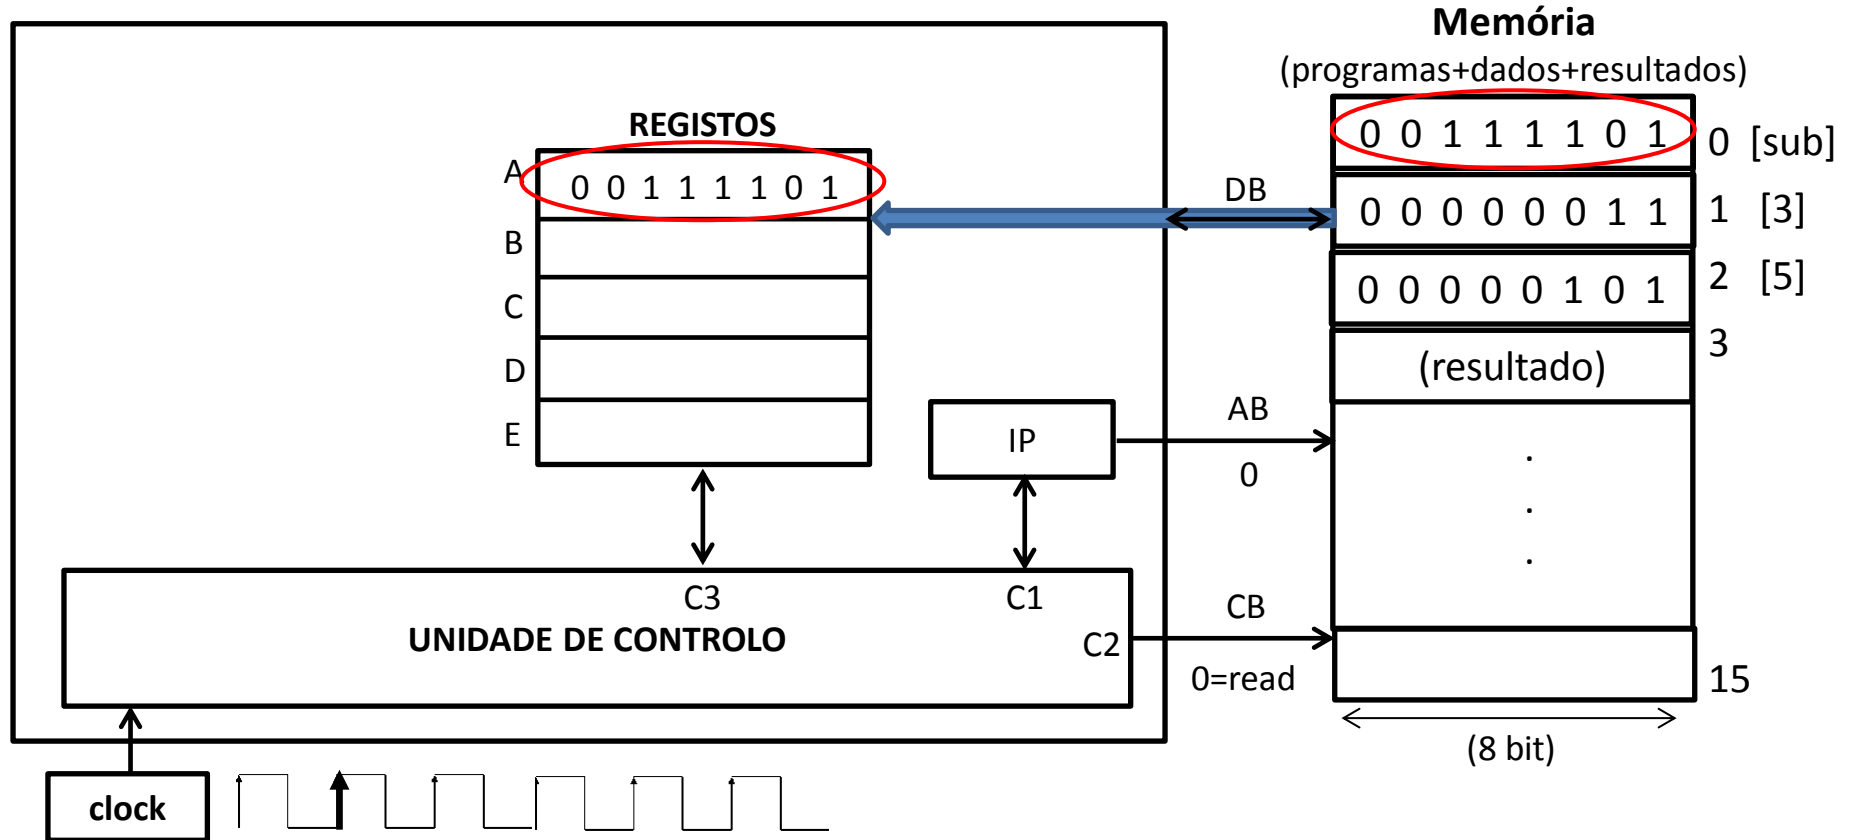 Memória
(programas+dados+resultados)
REGISTOS
A 0 0 1 1 1 1 0 1
B
C
D
E
DB
0 0 1 1 1 1 0 1 0 [sub]
0 0 0 0 0 0 1 1 1 [3]
0 0 0 0 0 1 0 1 2 [5]
(resultado) 3
.
.
.
15
(8 bit)
IP
AB
0
C3
C1
UNIDADE DE CONTROLO
C2
CB
0=read
clock